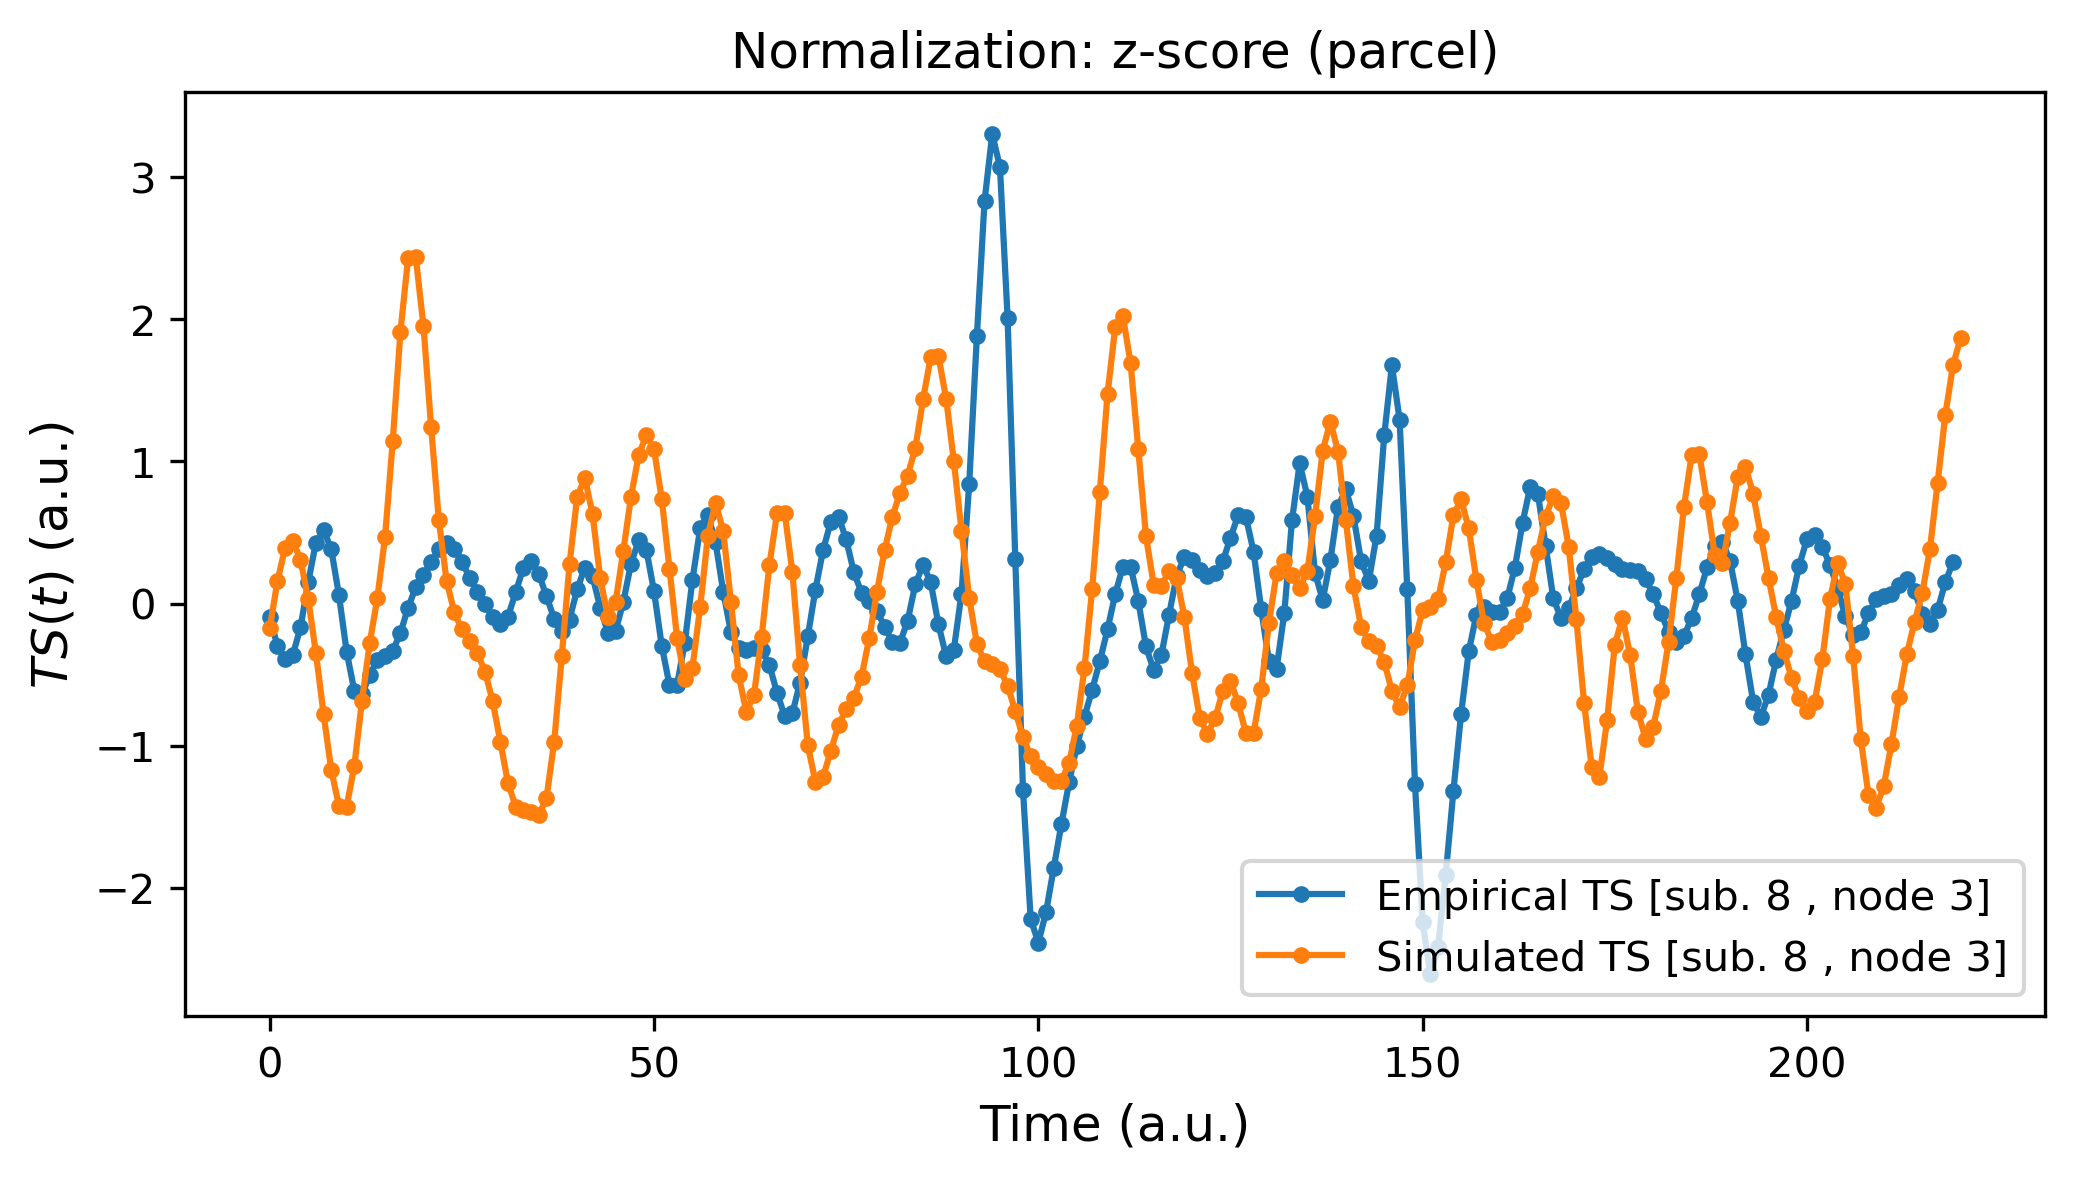 Normalization: z-score (parcel)
TS(t) (a.u.)
3
2
1
0
−1
−2
Empirical TS [sub. 8 , node 3]
Simulated TS [sub. 8 , node 3]
0 50 100 150 200
Time (a.u.)